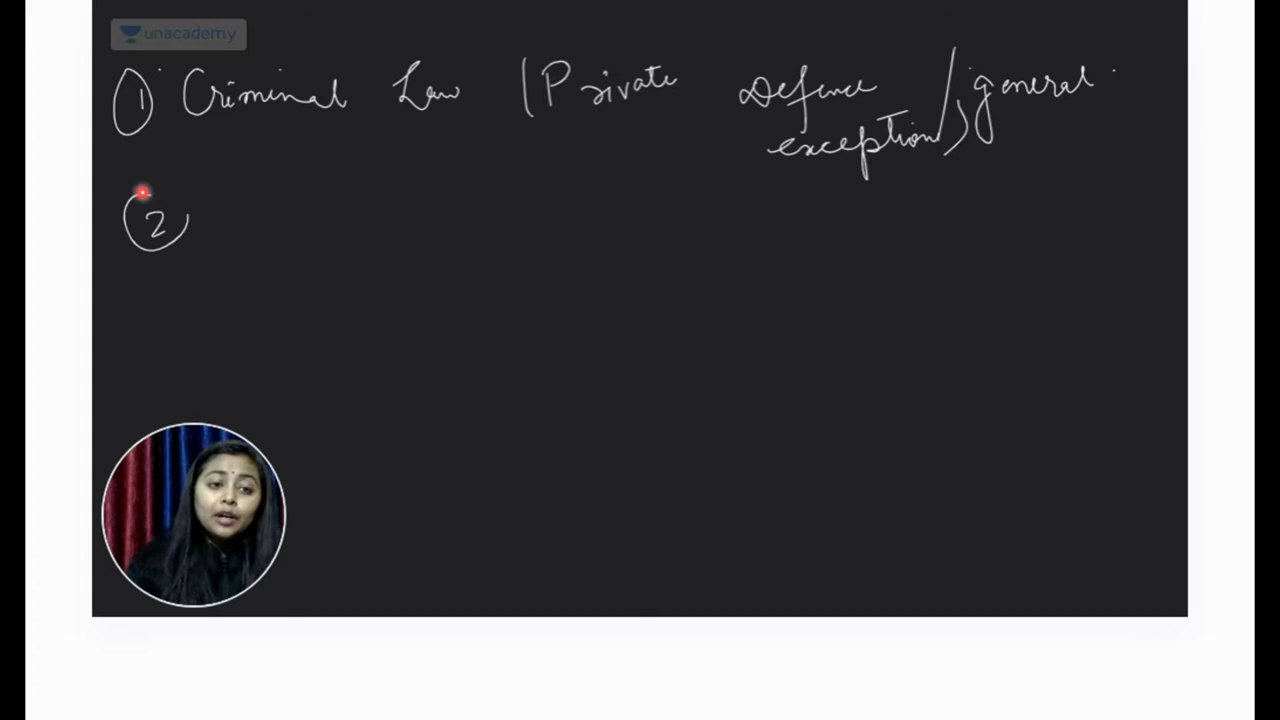 unacademy
① Criminal Law (Private Defence / general
exception)
②